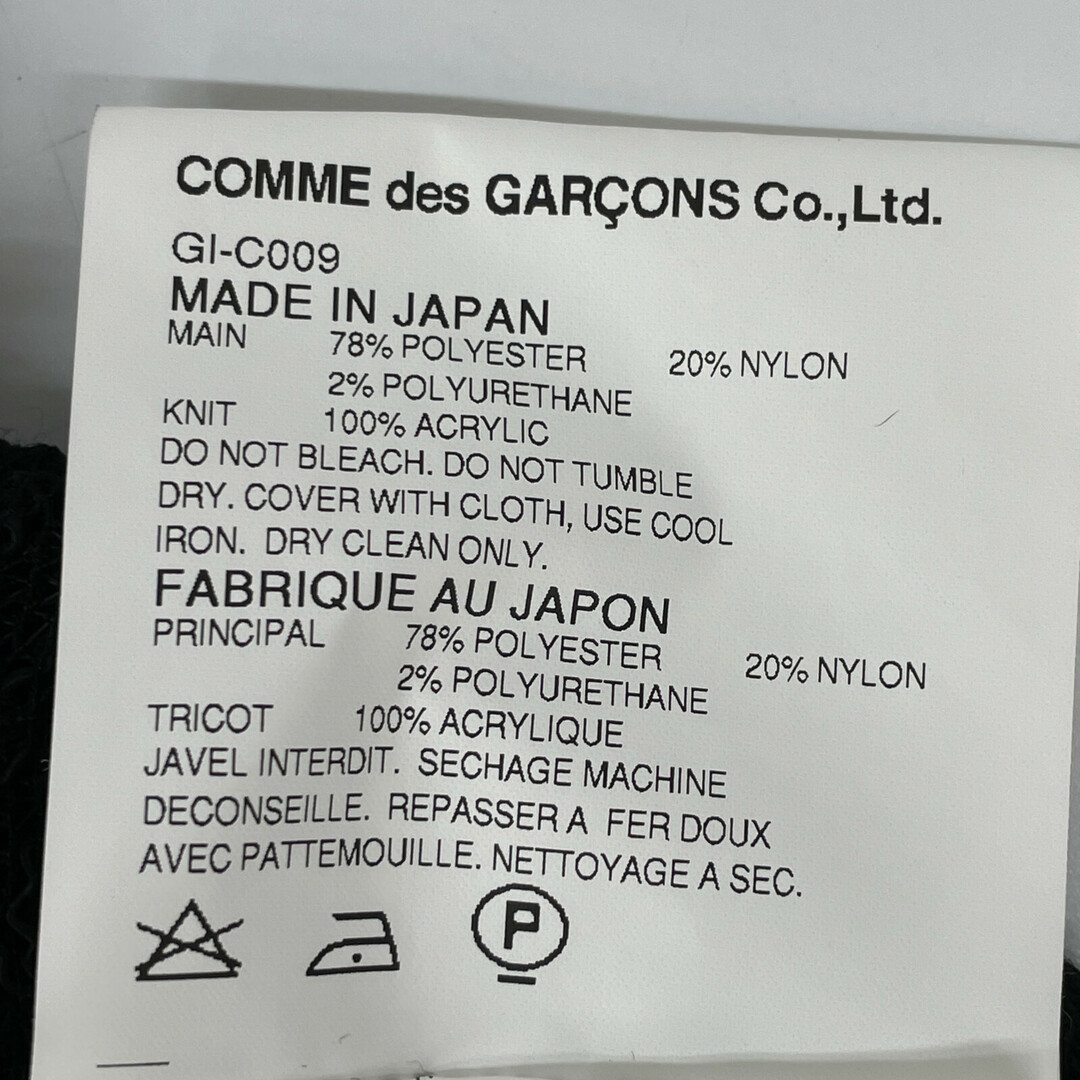 COMME des GARÇONS Co.,Ltd.
GI-C009
MADE IN JAPAN
MAIN 78% POLYESTER 20% NYLON
2% POLYURETHANE
KNIT 100% ACRYLIC
DO NOT BLEACH. DO NOT TUMBLE
DRY. COVER WITH CLOTH, USE COOL
IRON. DRY CLEAN ONLY.
FABRIQUE AU JAPON
PRINCIPAL 78% POLYESTER 20% NYLON
2% POLYURETHANE
TRICOT 100% ACRYLIQUE
JAVEL INTERDIT. SECHAGE MACHINE
DECONSEILLE. REPASSER A FER DOUX
AVEC PATTEMOUILLE. NETTOYAGE A SEC.
P